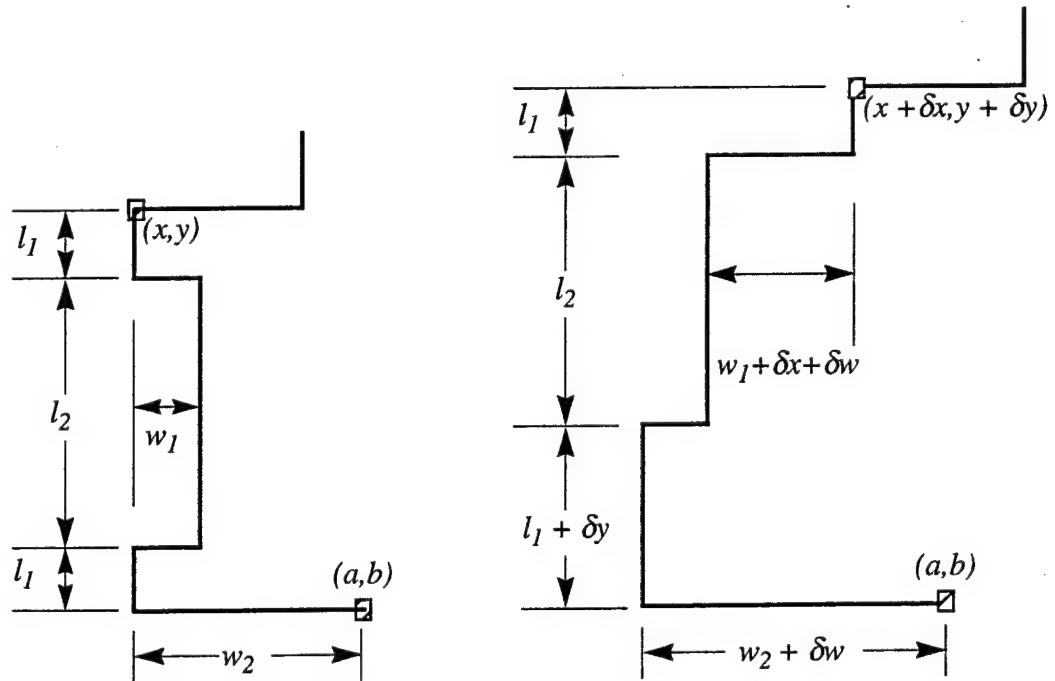 l1
(x,y)
l2
w1
l1
(a,b)
w2
l1
(x + δx,y + δy)
l2
w1+δx+δw
l1 + δy
(a,b)
w2 + δw